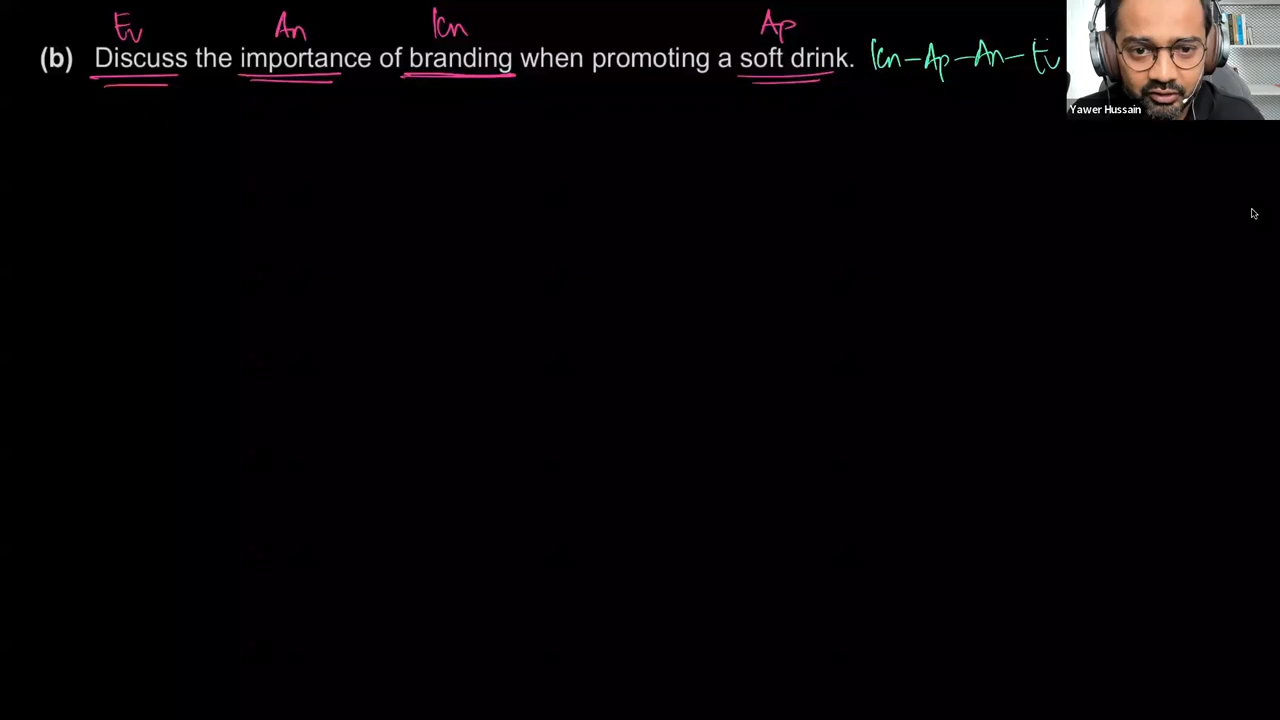 Ev An Kn Ap
(b) Discuss the importance of branding when promoting a soft drink. Kn-Ap-An-Ev
Yawer Hussain